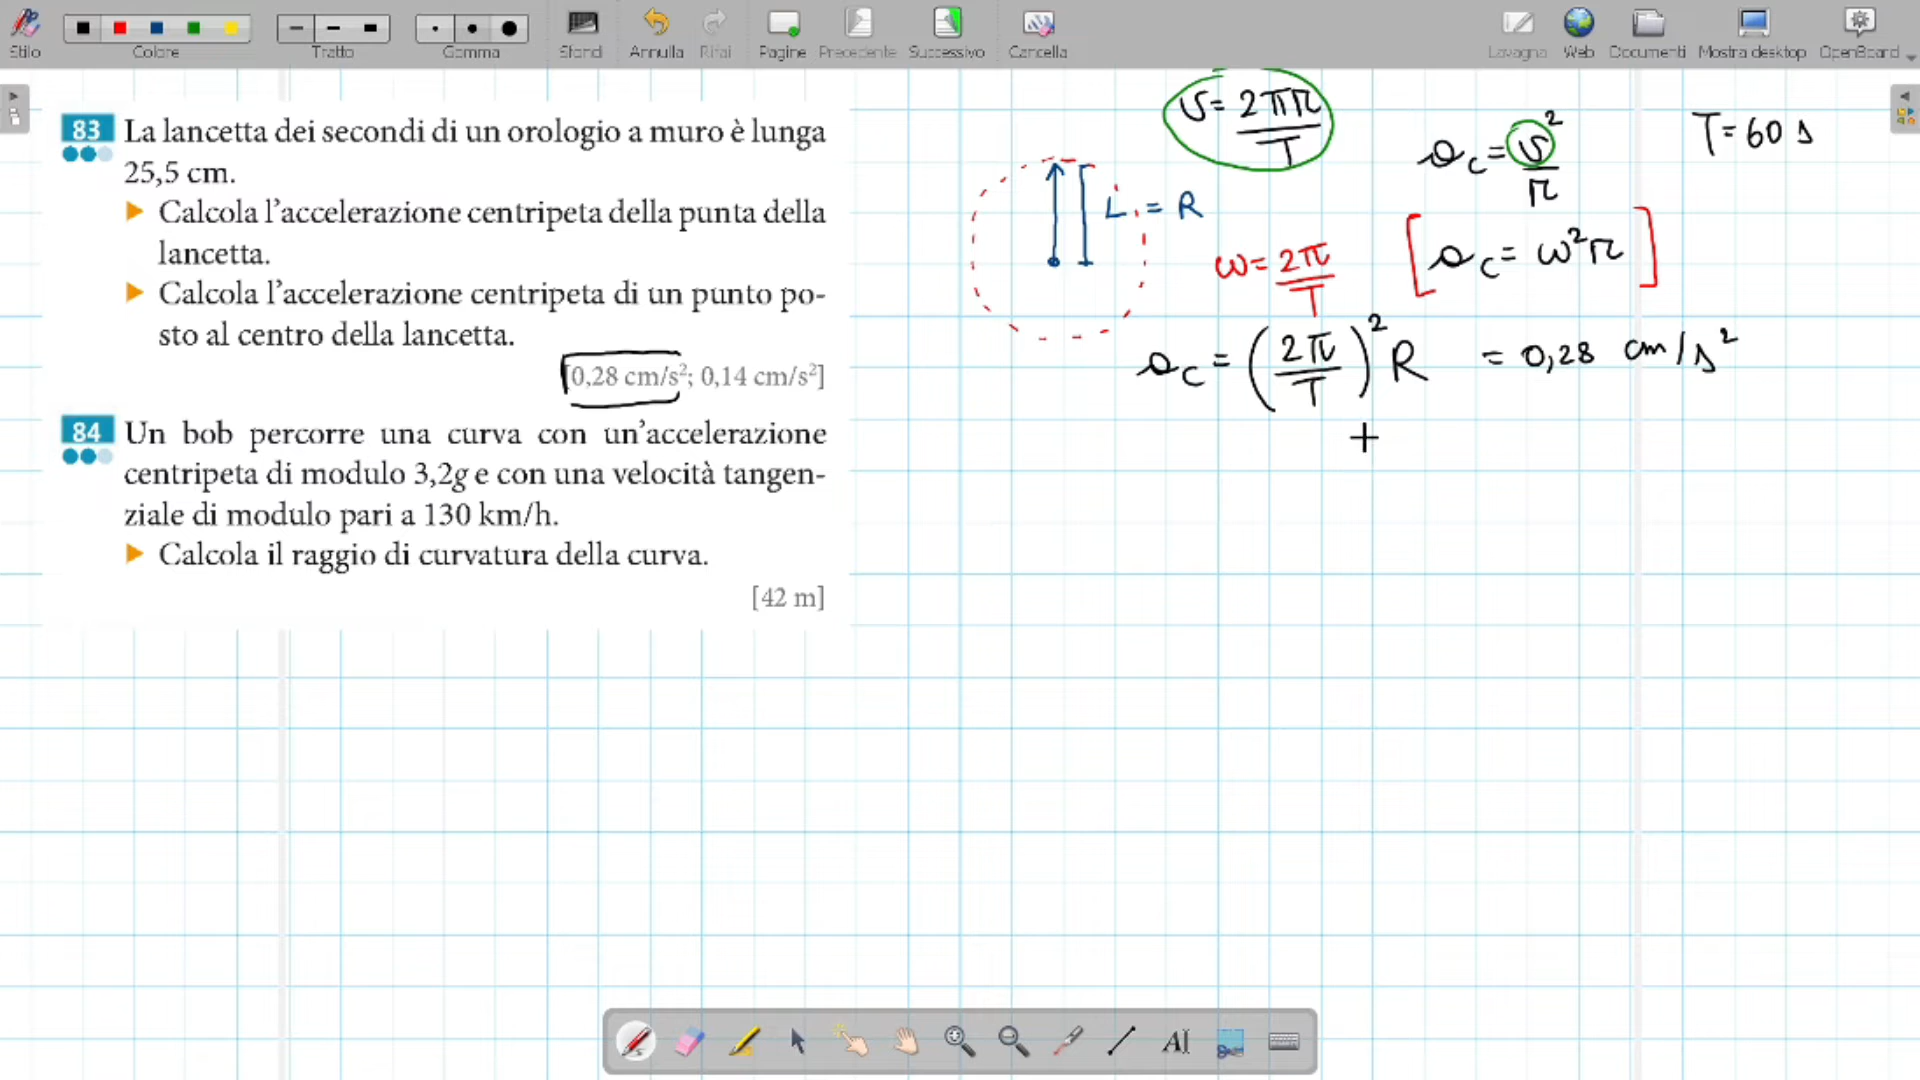 Stilo Colore Tratto Gomma Sfondi Annulla Rifai Pagine Precedente Successivo Cancella Lavagna Web Documenti Mostra desktop OpenBoard
83 La lancetta dei secondi di un orologio a muro è lunga
25,5 cm.
Calcola l'accelerazione centripeta della punta della
lancetta.
Calcola l'accelerazione centripeta di un punto po-
sto al centro della lancetta.
[0,28 cm/s²; 0,14 cm/s²]
84 Un bob percorre una curva con un'accelerazione
centripeta di modulo 3,2g e con una velocità tangen-
ziale di modulo pari a 130 km/h.
Calcola il raggio di curvatura della curva.
[42 m]
v = 2πr/T
a_c = v²/r
T = 60 s
L = R
ω = 2π/T
[a_c = ω²r]
a_c = (2π/T)² R = 0,28 cm/s²
AI